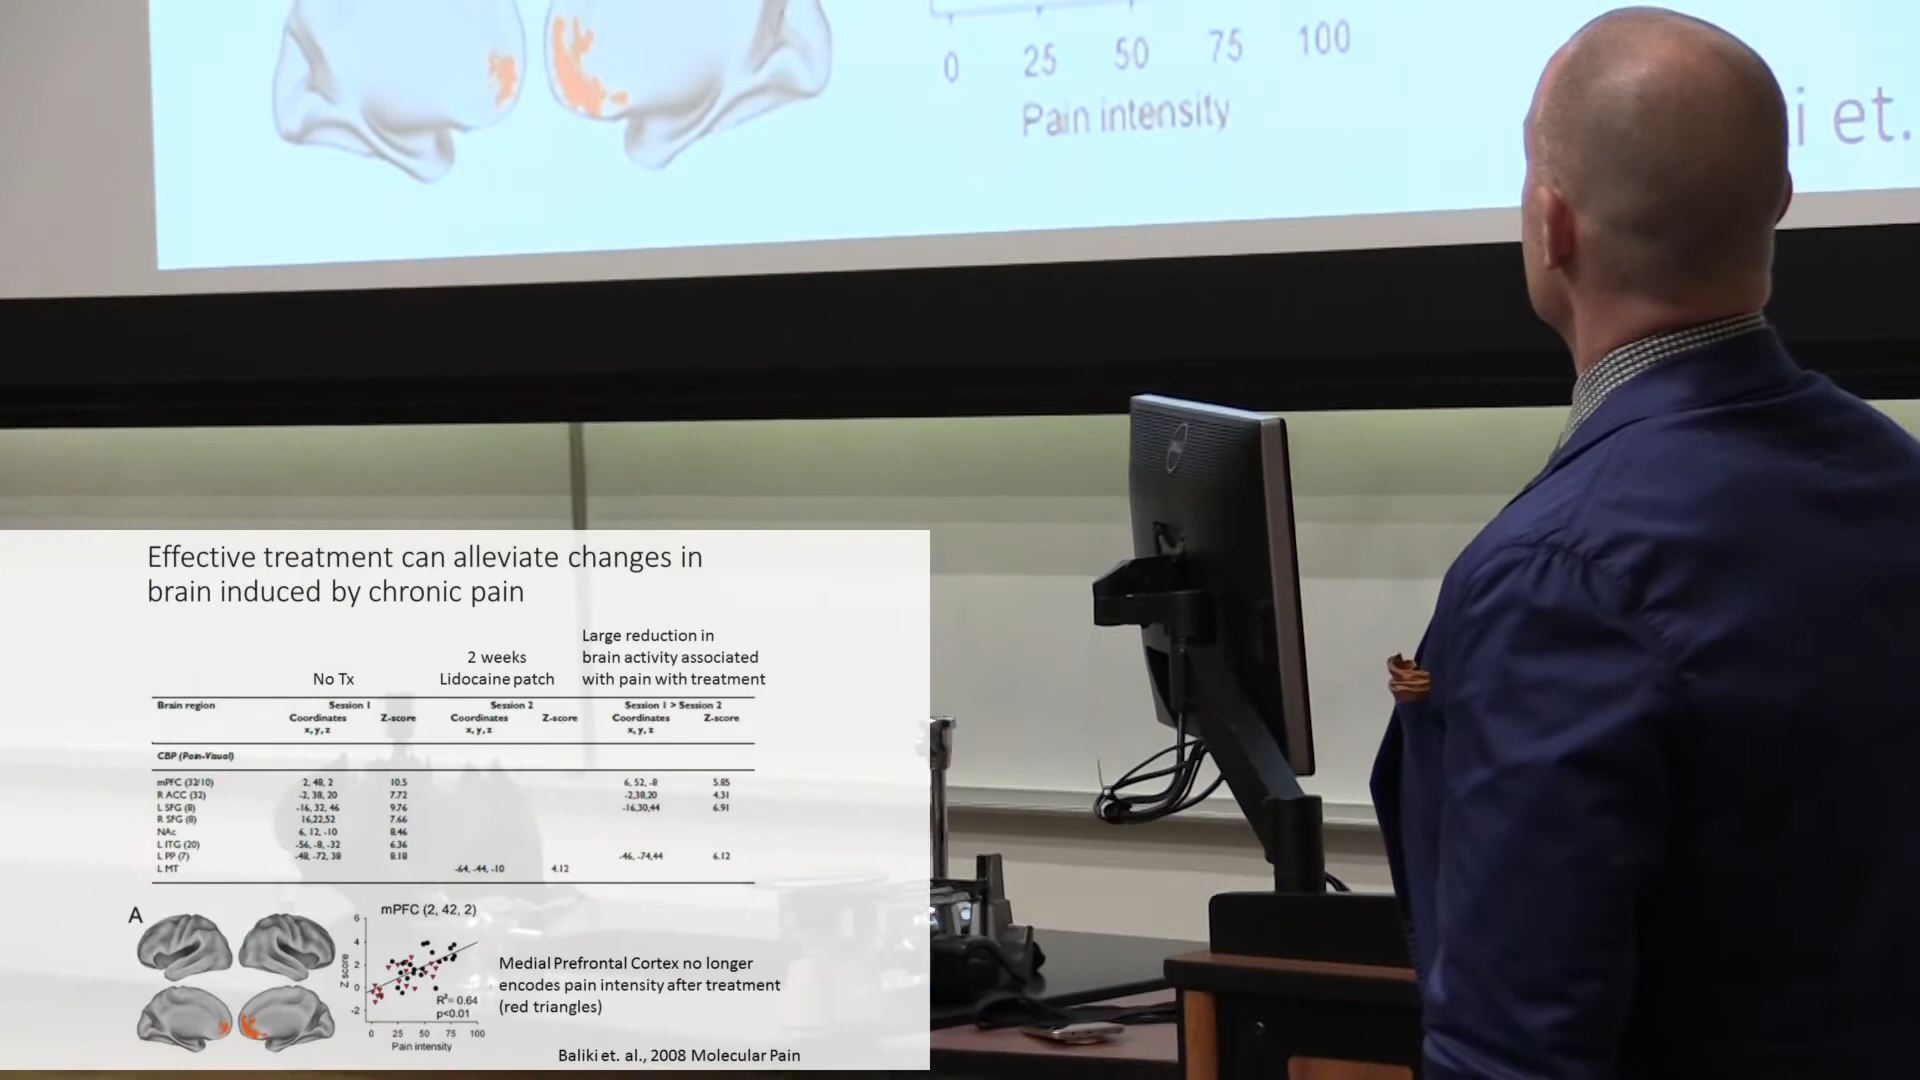 0 25 50 75 100
Pain intensity
i et.
Effective treatment can alleviate changes in
brain induced by chronic pain
Large reduction in
2 weeks brain activity associated
No Tx Lidocaine patch with pain with treatment
Brain region Session 1 Session 2 Session 1 > Session 2
Coordinates Z-score Coordinates Z-score Coordinates Z-score
x, y, z x, y, z x, y, z
CBP (Pain-Visual)
mPFC (32/10) 2, 48, 2 10.5 6, 52, -8 5.85
R ACC (32) -2, 38, 20 7.72 -2,38,20 4.31
L SFG (8) -16, 32, 46 9.76 -16,30,44 6.91
R SFG (8) 16,22,52 7.66
NAc 6, 12, -10 8.46
L ITG (20) -56, -8, -32 6.36
L PP (7) -48, -72, 38 8.18 -46, -74,44 6.12
L MT -64, -44, -10 4.12
A
mPFC (2, 42, 2)
6
4
2
0
-2
Z score
R²= 0.64
p<0.01
0 25 50 75 100
Pain intensity
Medial Prefrontal Cortex no longer
encodes pain intensity after treatment
(red triangles)
Baliki et. al., 2008 Molecular Pain